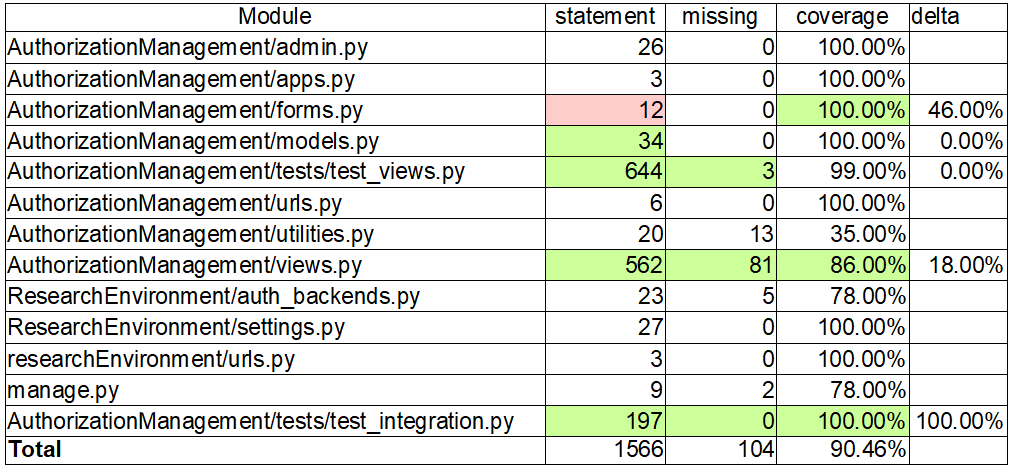 Module statement missing coverage delta
AuthorizationManagement/admin.py 26 0 100.00%
AuthorizationManagement/apps.py 3 0 100.00%
AuthorizationManagement/forms.py 12 0 100.00% 46.00%
AuthorizationManagement/models.py 34 0 100.00% 0.00%
AuthorizationManagement/tests/test_views.py 644 3 99.00% 0.00%
AuthorizationManagement/urls.py 6 0 100.00%
AuthorizationManagement/utilities.py 20 13 35.00%
AuthorizationManagement/views.py 562 81 86.00% 18.00%
ResearchEnvironment/auth_backends.py 23 5 78.00%
ResearchEnvironment/settings.py 27 0 100.00%
researchEnvironment/urls.py 3 0 100.00%
manage.py 9 2 78.00%
AuthorizationManagement/tests/test_integration.py 197 0 100.00% 100.00%
Total 1566 104 90.46%